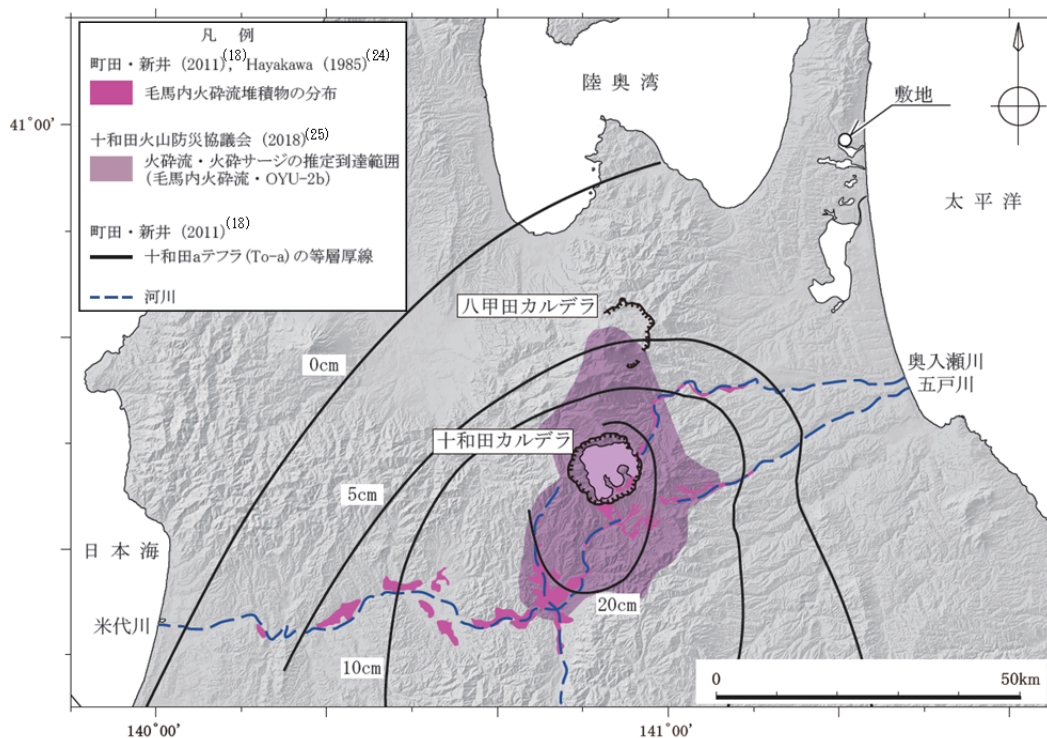 凡 例
町田・新井 (2011)(18), Hayakawa (1985)(24)
毛馬内火砕流堆積物の分布
十和田火山防災協議会 (2018)(25)
火砕流・火砕サージの推定到達範囲
(毛馬内火砕流・OYU-2b)
町田・新井 (2011)(18)
十和田aテフラ(To-a)の等層厚線
河川
陸奥湾
敷地
41°00'
太平洋
八甲田カルデラ
0cm
奥入瀬川
五戸川
十和田カルデラ
5cm
日本海
20cm
米代川
10cm
0
50km
140°00'
141°00'